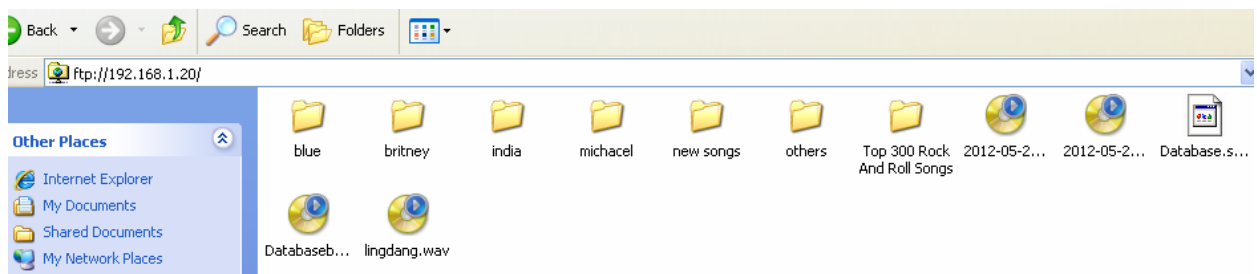 Back Search Folders
dress ftp://192.168.1.20/
Other Places
Internet Explorer
My Documents
Shared Documents
My Network Places
blue britney india michacel new songs others Top 300 Rock 2012-05-2... 2012-05-2... Database.s...
And Roll Songs
Databaseb... lingdang.wav